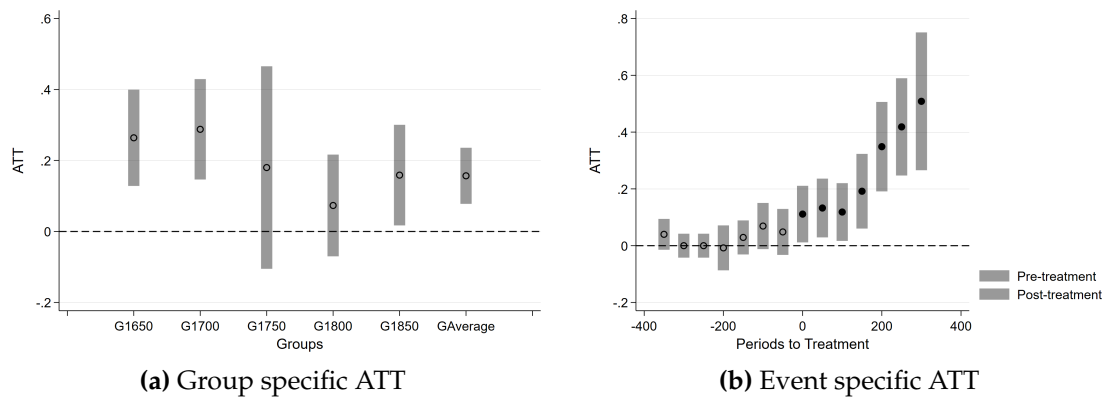 .6
.4
.2
0
-.2
ATT
G1650 G1700 G1750 G1800 G1850 GAverage
Groups
(a) Group specific ATT
.8
.6
.4
.2
0
-.2
ATT
-400 -200 0 200 400
Periods to Treatment
Pre-treatment
Post-treatment
(b) Event specific ATT